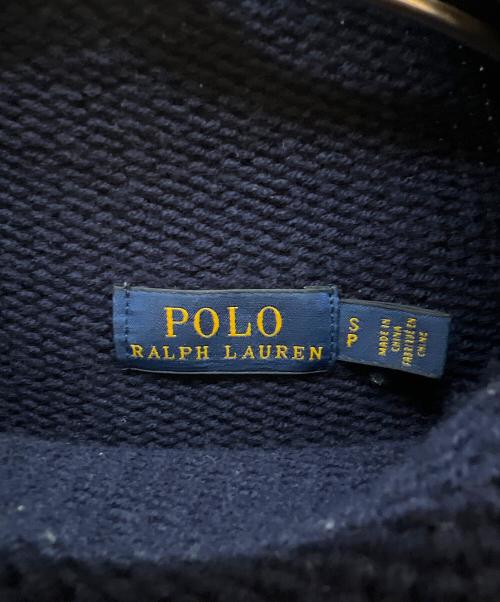 POLO
RALPH LAUREN
S
P
MADE IN
CHINA
FABRIQUÉ EN
CHINE